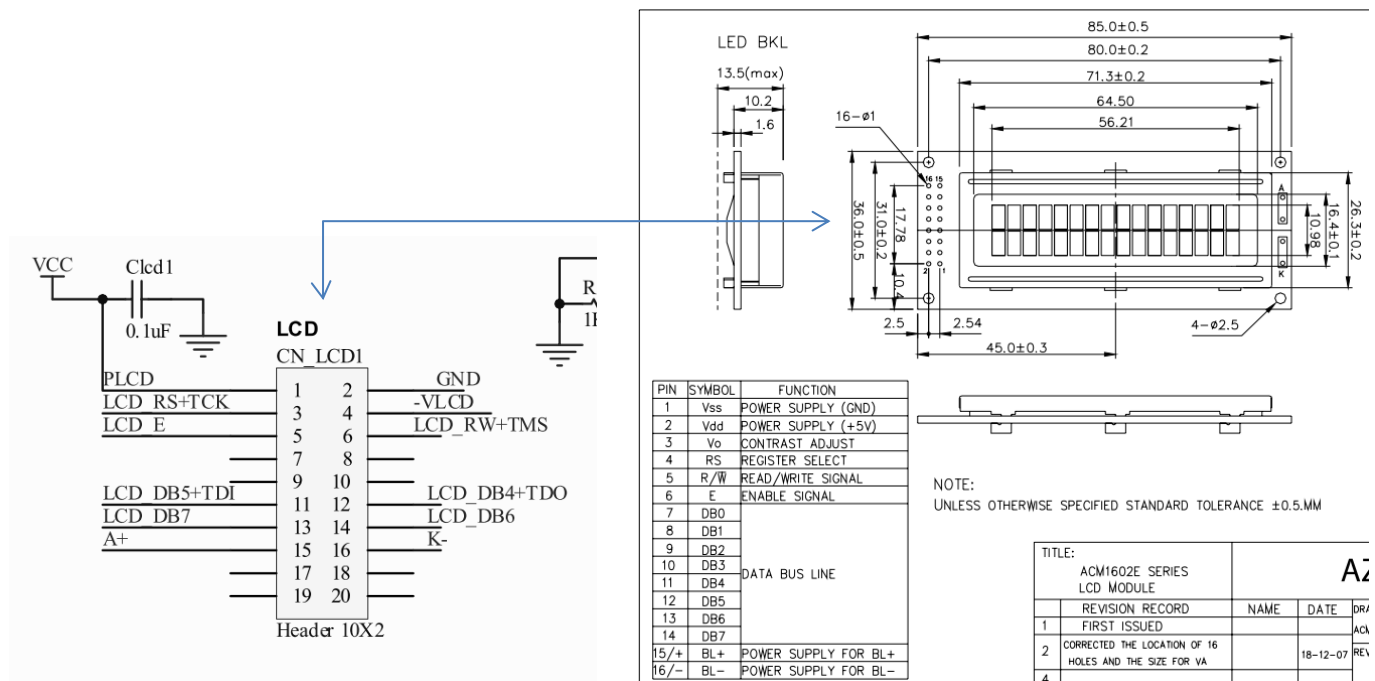 LED BKL
13.5(max)
10.2
1.6
85.0±0.5
80.0±0.2
71.3±0.2
64.50
56.21
16-ø1
16 15
36.0±0.5
31.0±0.2
17.78
10.4
2 1
A
K
10.98
16.4±0.1
26.3±0.2
2.5
2.54
45.0±0.3
4-ø2.5
VCC
Clcd1
0.1uF
LCD
CN_LCD1
PLCD 1 2 GND
LCD_RS+TCK 3 4 -VLCD
LCD_E 5 6 LCD_RW+TMS
7 8
9 10
LCD_DB5+TDI 11 12 LCD_DB4+TDO
LCD_DB7 13 14 LCD_DB6
A+ 15 16 K-
17 18
19 20
Header 10X2
PIN SYMBOL FUNCTION
1 Vss POWER SUPPLY (GND)
2 Vdd POWER SUPPLY (+5V)
3 Vo CONTRAST ADJUST
4 RS REGISTER SELECT
5 R/W̅ READ/WRITE SIGNAL
6 E ENABLE SIGNAL
7 DB0
8 DB1
9 DB2
10 DB3
DATA BUS LINE
11 DB4
12 DB5
13 DB6
14 DB7
15/+ BL+ POWER SUPPLY FOR BL+
16/- BL- POWER SUPPLY FOR BL-
NOTE:
UNLESS OTHERWISE SPECIFIED STANDARD TOLERANCE ±0.5.MM
TITLE:
ACM1602E SERIES
LCD MODULE
AZ
REVISION RECORD NAME DATE DRA
1 FIRST ISSUED ACM
2 CORRECTED THE LOCATION OF 16
HOLES AND THE SIZE FOR VA 18-12-07 REV
4